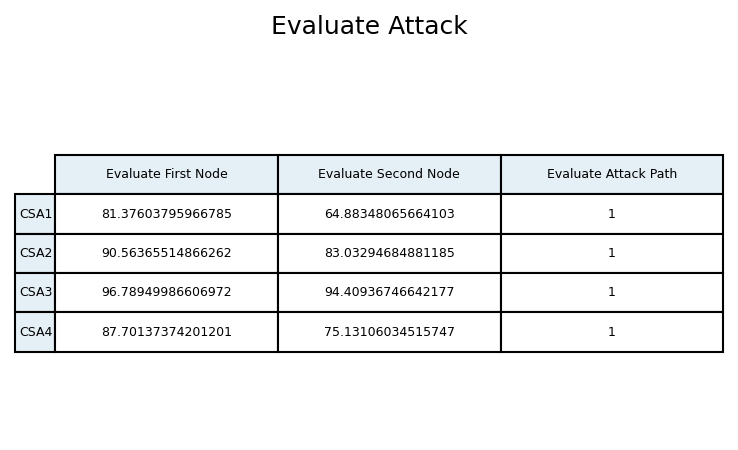 Evaluate Attack
Evaluate First Node Evaluate Second Node Evaluate Attack Path
CSA1 81.37603795966785 64.88348065664103 1
CSA2 90.56365514866262 83.03294684881185 1
CSA3 96.78949986606972 94.40936746642177 1
CSA4 87.70137374201201 75.13106034515747 1